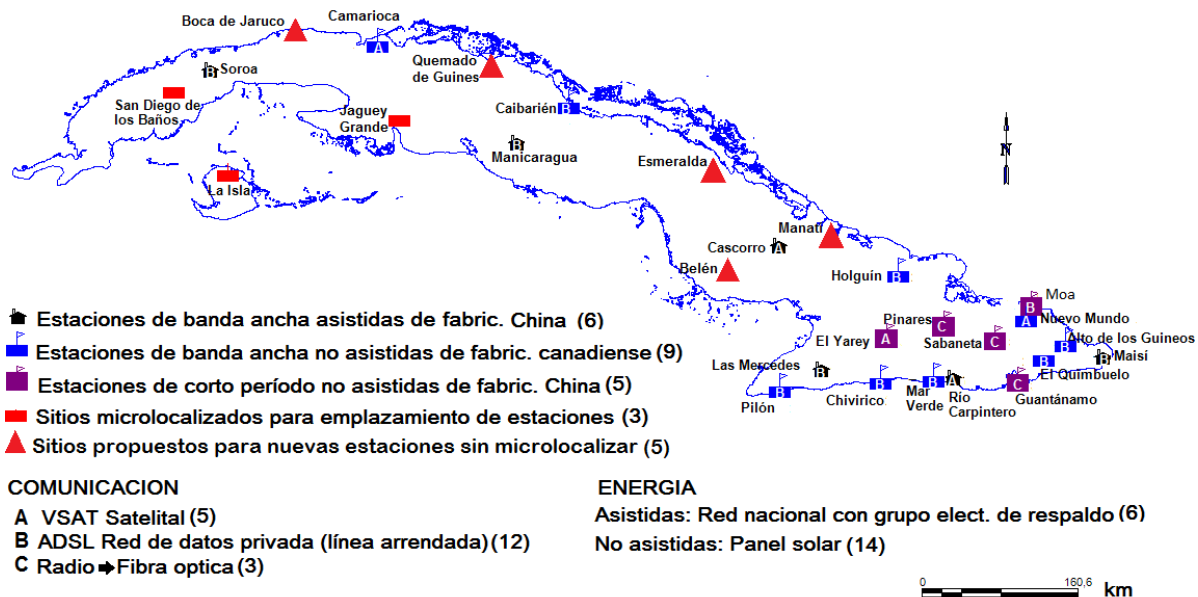 Boca de Jaruco
Camarioca
A
Quemado
de Guines
B
Soroa
San Diego de
los Baños
Jaguey
Grande
Caibarién
B
B
Manicaragua
Esmeralda
N
La Isla
Manatí
Cascorro
A
Belén
Holguín
B
B
Moa
Pinares
C
A
Nuevo Mundo
El Yarey
A
Sabaneta
C
Alto de los Guineos
B
B
Maisí
B
El Quimbuelo
Las Mercedes
B
Pilón
B
Chivirico
B
Mar
Verde
B
A
Río
Carpintero
C
Guantánamo
Estaciones de banda ancha asistidas de fabric. China (6)
Estaciones de banda ancha no asistidas de fabric. canadiense (9)
Estaciones de corto período no asistidas de fabric. China (5)
Sitios microlocalizados para emplazamiento de estaciones (3)
Sitios propuestos para nuevas estaciones sin microlocalizar (5)
COMUNICACION
A VSAT Satelital (5)
B ADSL Red de datos privada (línea arrendada) (12)
C Radio ➡ Fibra optica (3)
ENERGIA
Asistidas: Red nacional con grupo elect. de respaldo (6)
No asistidas: Panel solar (14)
0 160,6
km